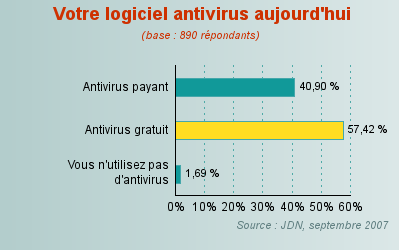 Votre logiciel antivirus aujourd'hui
(base : 890 répondants)
Antivirus payant
40,90 %
Antivirus gratuit
57,42 %
Vous n'utilisez pas
d'antivirus
1,69 %
0% 10% 20% 30% 40% 50% 60%
Source : JDN, septembre 2007